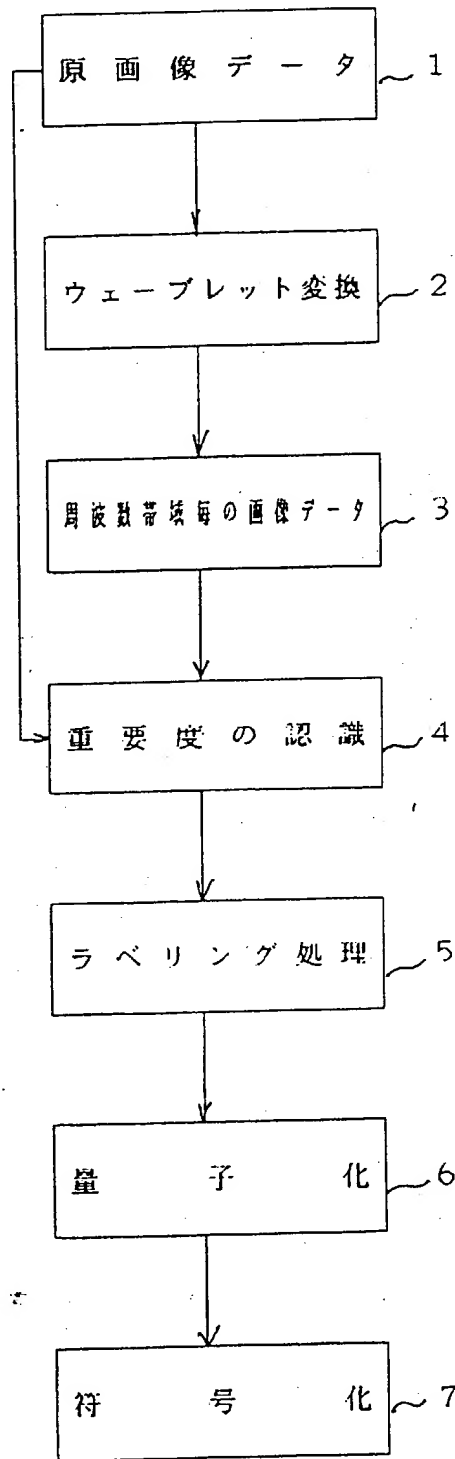 原画像データ 1
ウェーブレット変換 2
周波数帯域毎の画像データ 3
重要度の認識 4
ラベリング処理 5
量子化 6
符号化 7